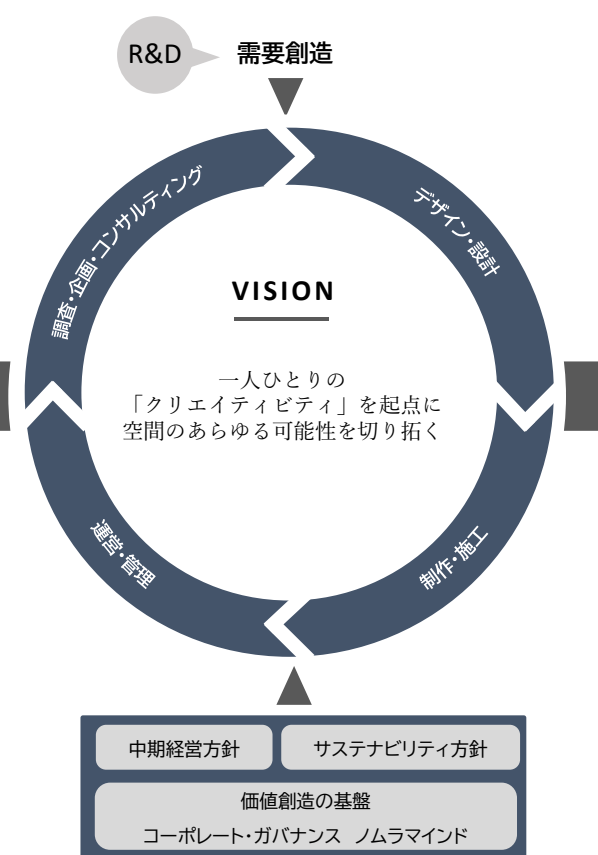 R&D
需要創造
調査・企画・コンサルティング
デザイン・設計
VISION
一人ひとりの
「クリエイティビティ」を起点に
空間のあらゆる可能性を切り拓く
運営・管理
制作・施工
中期経営方針
サステナビリティ方針
価値創造の基盤
コーポレート・ガバナンス ノムラマインド